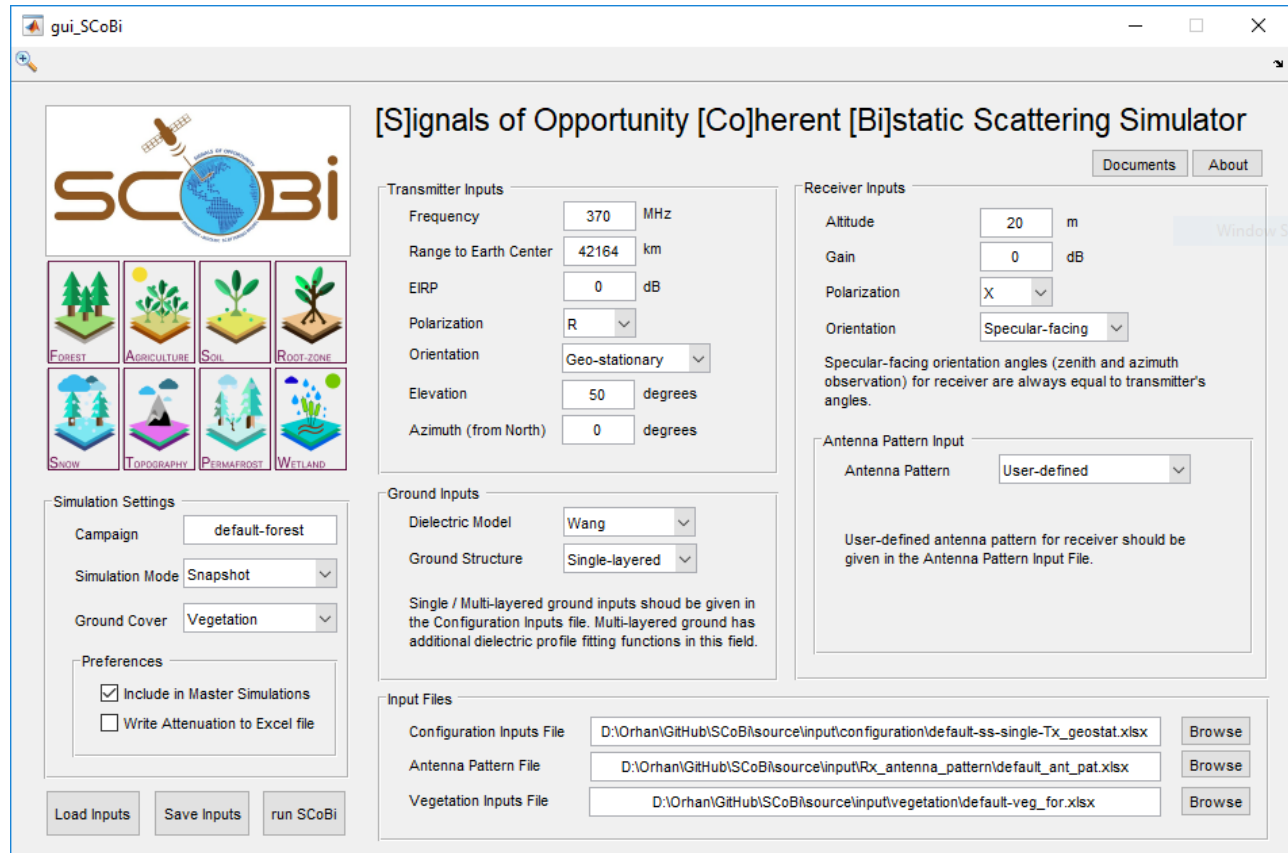 gui_SCoBi
[S]ignals of Opportunity [Co]herent [Bi]static Scattering Simulator
Documents About
SIGNALS OF OPPORTUNITY
SCOBi
FOREST AGRICULTURE SOIL ROOT-ZONE
SNOW TOPOGRAPHY PERMAFROST WETLAND
Simulation Settings
Campaign default-forest
Simulation Mode Snapshot
Ground Cover Vegetation
Preferences
Include in Master Simulations
Write Attenuation to Excel file
Load Inputs Save Inputs run SCoBi
Transmitter Inputs
Frequency 370 MHz
Range to Earth Center 42164 km
EIRP 0 dB
Polarization R
Orientation Geo-stationary
Elevation 50 degrees
Azimuth (from North) 0 degrees
Ground Inputs
Dielectric Model Wang
Ground Structure Single-layered
Single / Multi-layered ground inputs shoud be given in
the Configuration Inputs file. Multi-layered ground has
additional dielectric profile fitting functions in this field.
Receiver Inputs
Altitude 20 m
Gain 0 dB
Polarization X
Orientation Specular-facing
Specular-facing orientation angles (zenith and azimuth
observation) for receiver are always equal to transmitter's
angles.
Window S
Antenna Pattern Input
Antenna Pattern User-defined
User-defined antenna pattern for receiver should be
given in the Antenna Pattern Input File.
Input Files
Configuration Inputs File D:\Orhan\GitHub\SCoBi\source\input\configuration\default-ss-single-Tx_geostat.xlsx Browse
Antenna Pattern File D:\Orhan\GitHub\SCoBi\source\input\Rx_antenna_pattern\default_ant_pat.xlsx Browse
Vegetation Inputs File D:\Orhan\GitHub\SCoBi\source\input\vegetation\default-veg_for.xlsx Browse